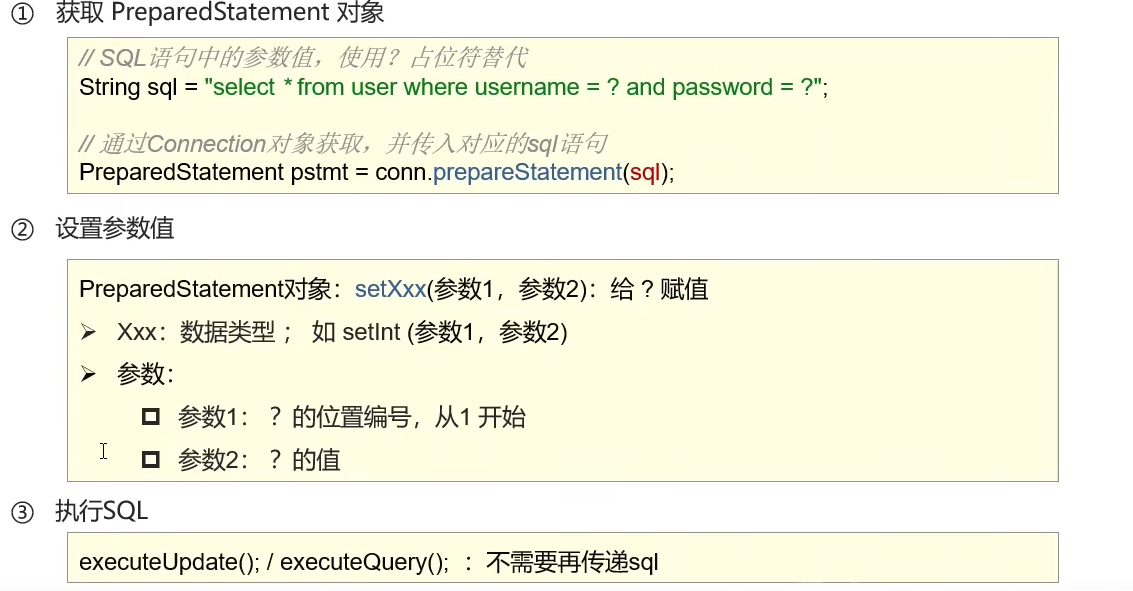 ① 获取 PreparedStatement 对象
// SQL语句中的参数值，使用？占位符替代
String sql = "select * from user where username = ? and password = ?";
// 通过Connection对象获取，并传入对应的sql语句
PreparedStatement pstmt = conn.prepareStatement(sql);
② 设置参数值
PreparedStatement对象：setXxx(参数1，参数2)：给 ? 赋值
➢ Xxx：数据类型 ； 如 setInt (参数1，参数2)
➢ 参数：
参数1： ？的位置编号，从1 开始
参数2： ？的值
③ 执行SQL
executeUpdate(); / executeQuery(); ：不需要再传递sql